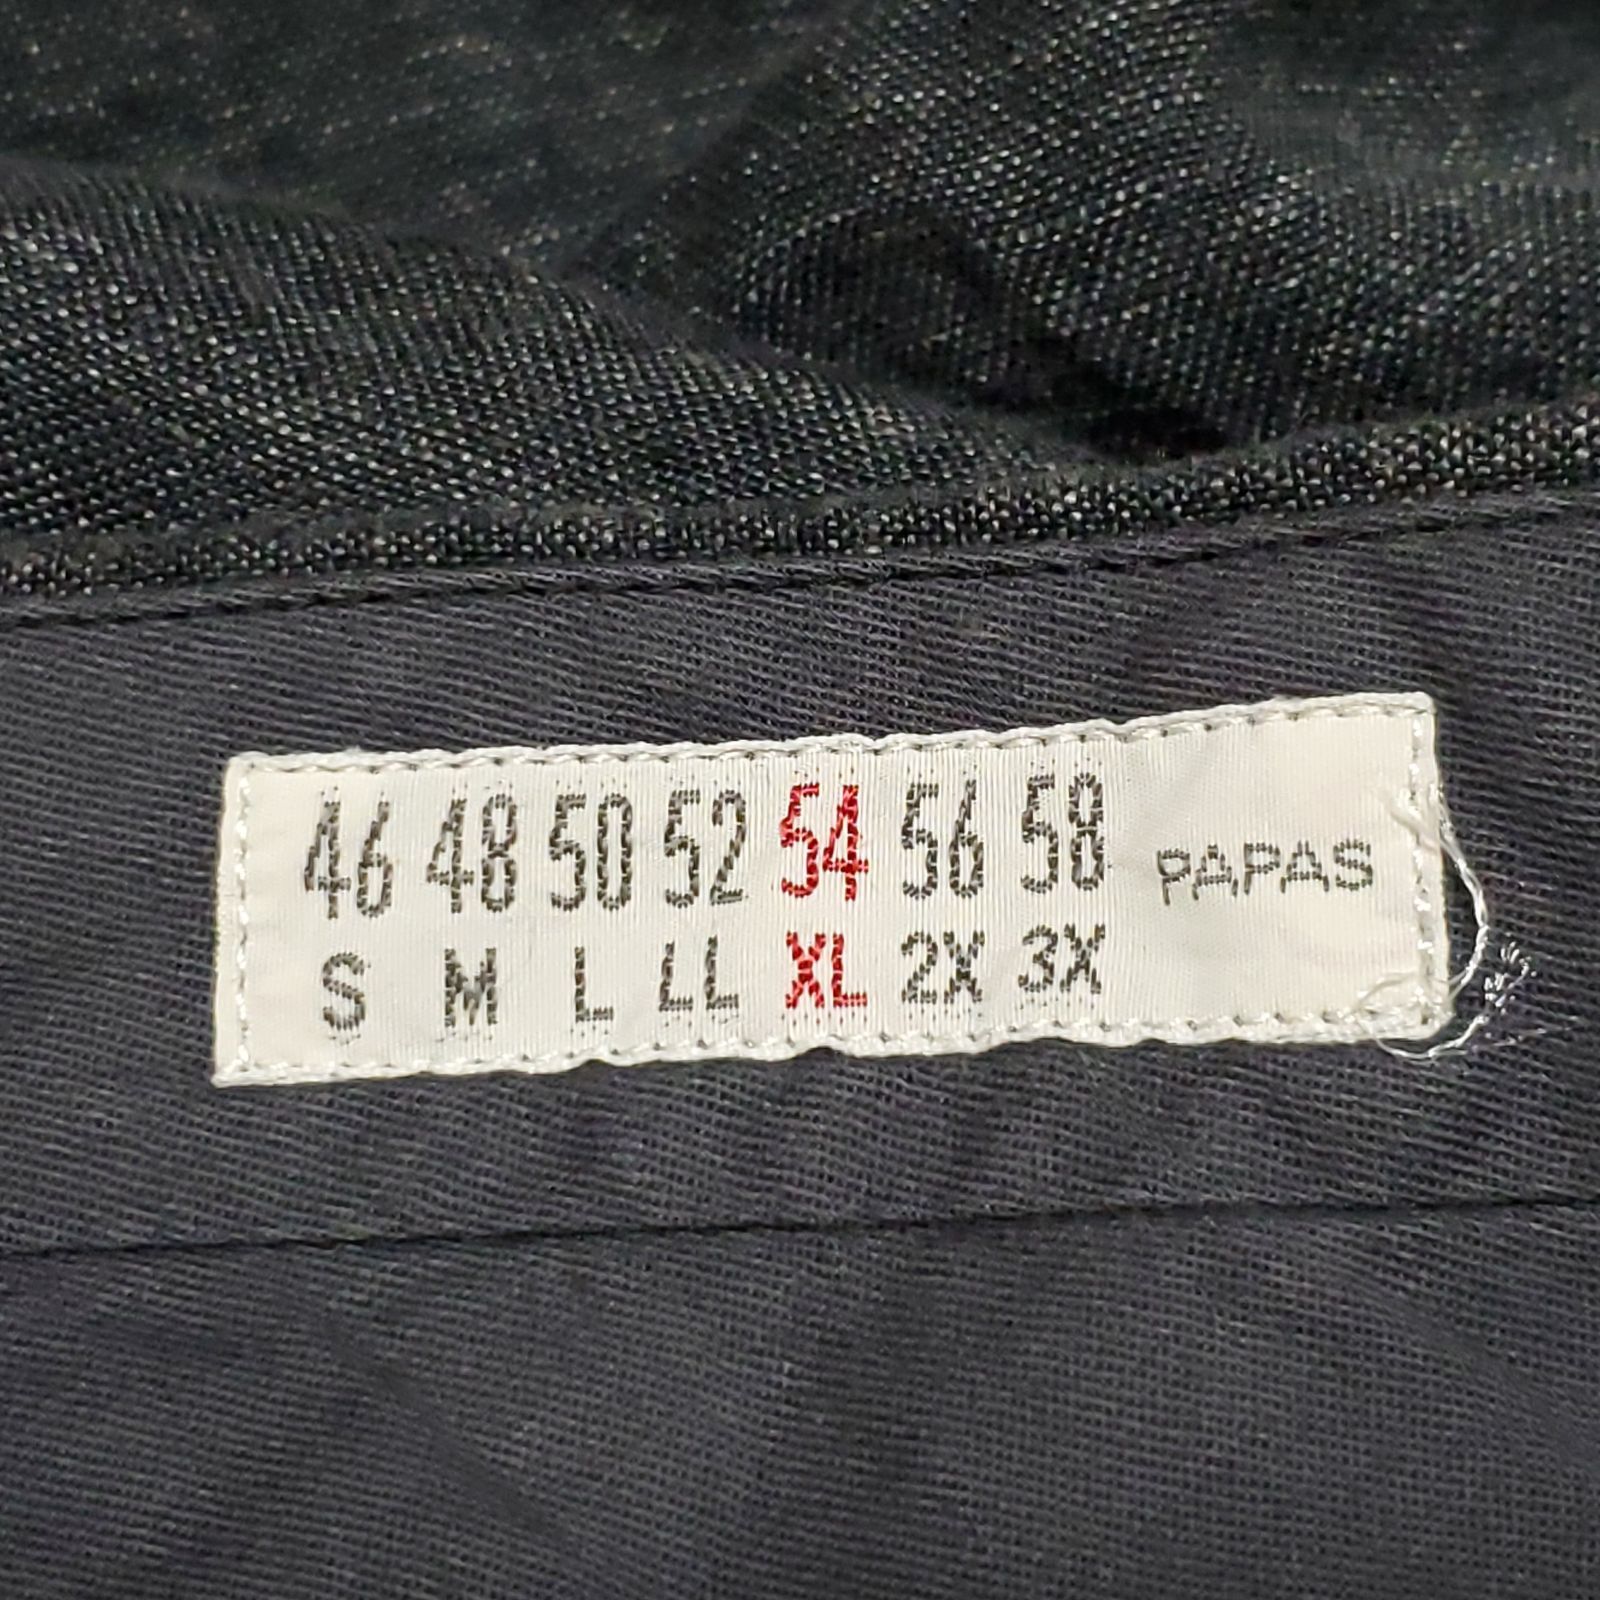 46 48 50 52 54 56 58 PAPAS
S M L LL XL 2X 3X